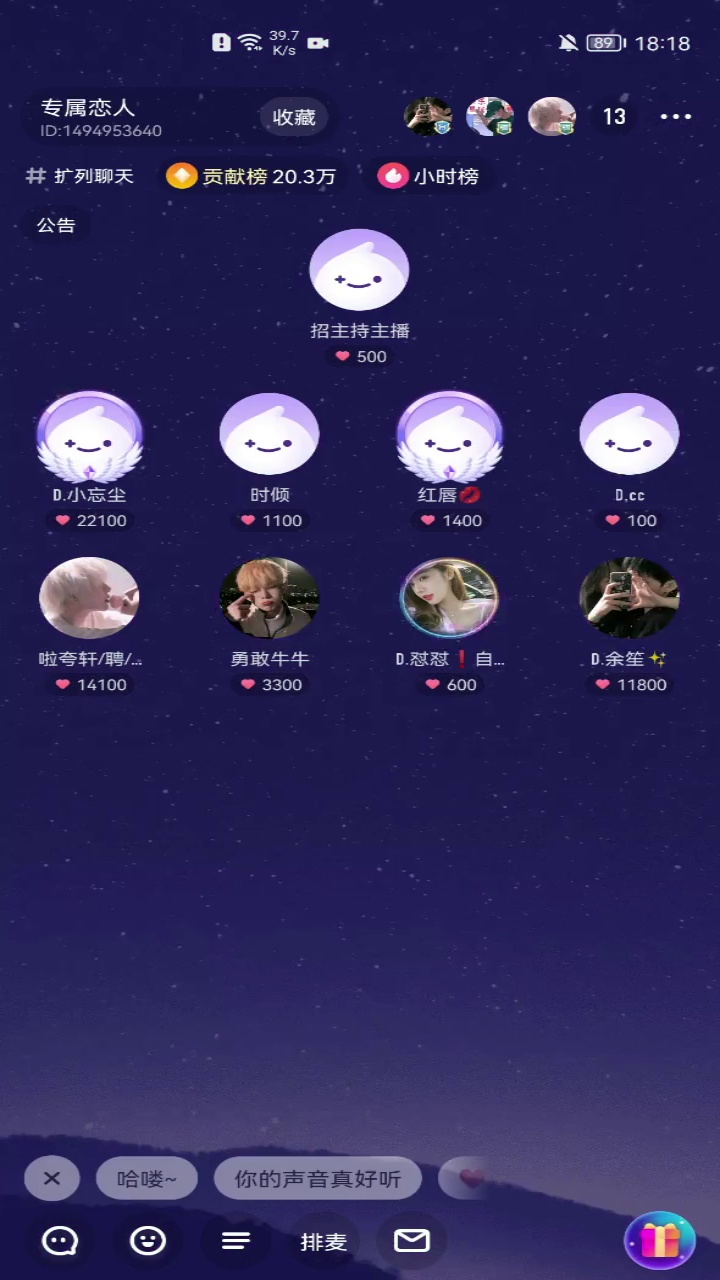 39.7
K/s
89
18:18
专属恋人
ID:1494953640
收藏
13
# 扩列聊天
贡献榜 20.3万
小时榜
公告
招主持主播
500
D.小忘尘
时倾
红唇💋
D.cc
22100
1100
1400
100
啦夸轩/聘/...
勇敢牛牛
D.怼怼❗自...
D.余笙✨
14100
3300
600
11800
哈喽~
你的声音真好听
排麦